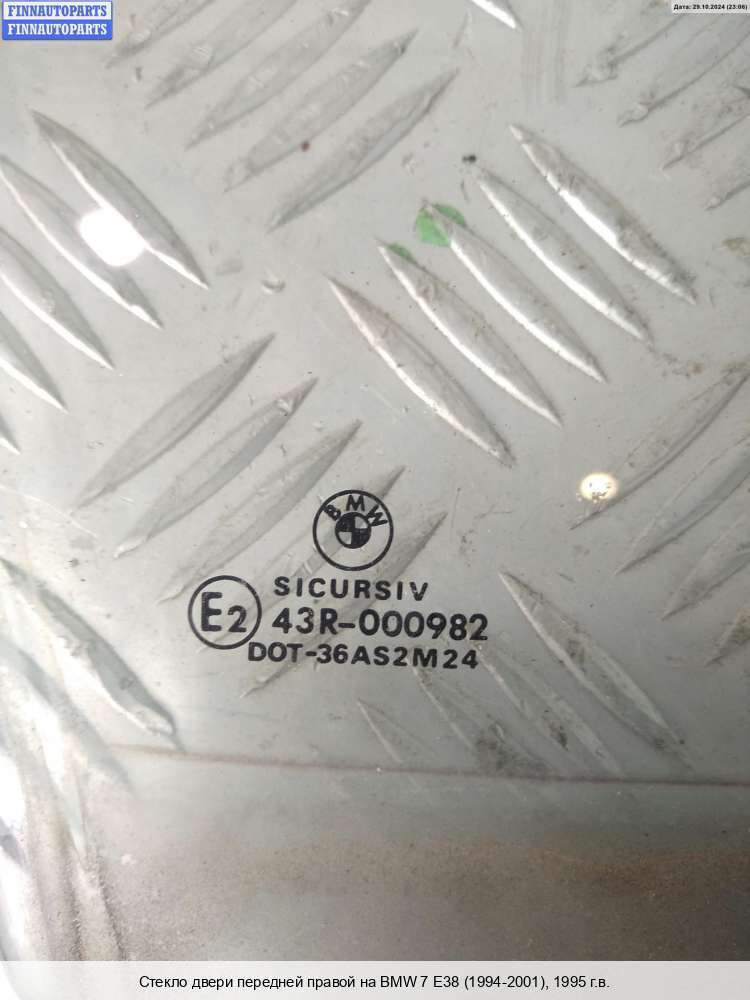 FINNAUTOPARTS
FINNAUTOPARTS
Дата: 29.10.2024 (23:06)
BMW
SICURSIV
E2 43R-000982
DOT-36AS2M24
Стекло двери передней правой на BMW 7 E38 (1994-2001), 1995 г.в.